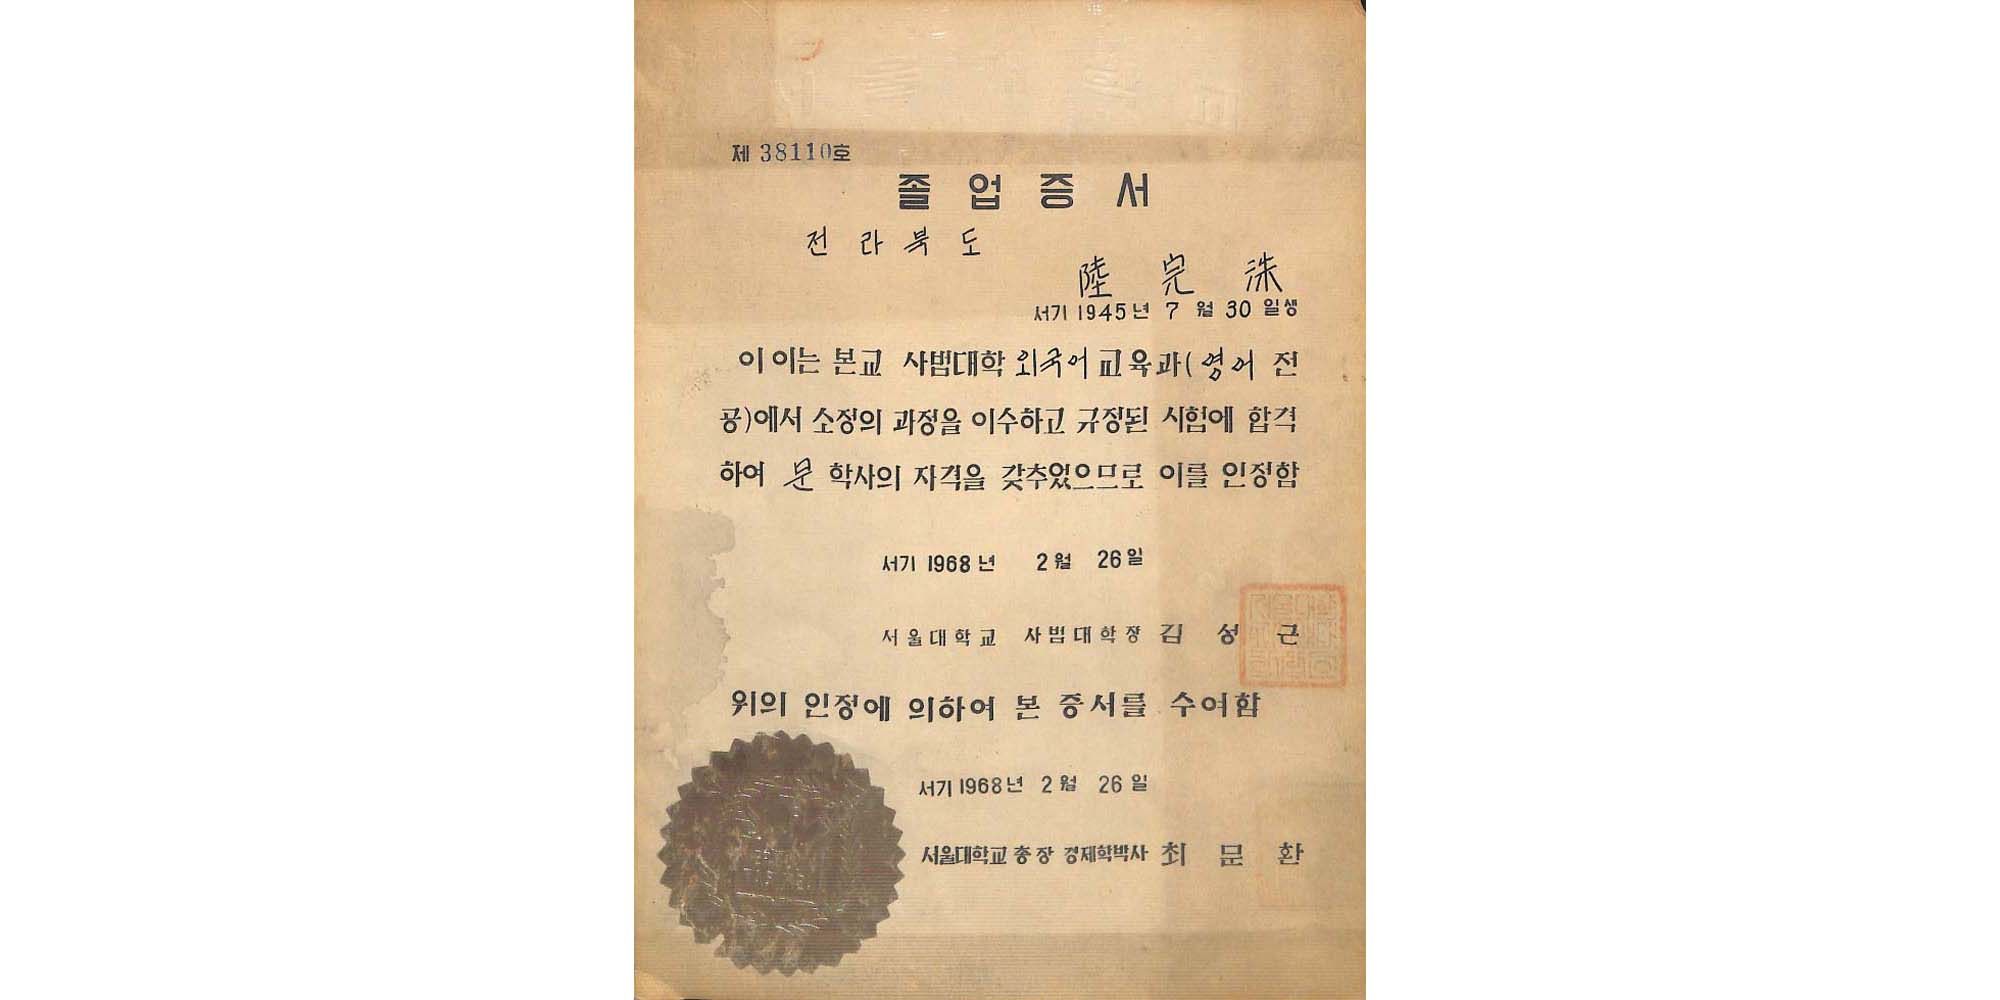 제 38110호
졸업증서
전라북도
陸完洙
서기 1945년 7월 30일생
이 이는 본교 사범대학 외국어교육과(영어 전
공)에서 소정의 과정을 이수하고 규정된 시험에 합격
하여 문학사의 자격을 갖추었으므로 이를 인정함
서기 1968년 2월 26일
서울대학교 사범대학장 김성근
위의 인정에 의하여 본 증서를 수여함
서기 1968년 2월 26일
서울대학교총장 경제학박사 최문환